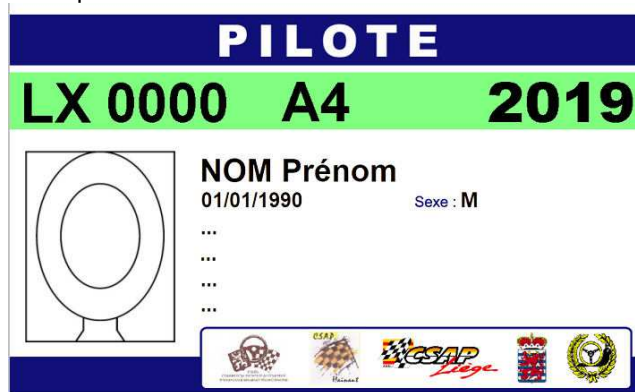 PILOTE
LX 0000 A4 2019
NOM Prénom
01/01/1990 Sexe : M
...
...
...
...
CSAP
Hainaut
CSAP
Liège